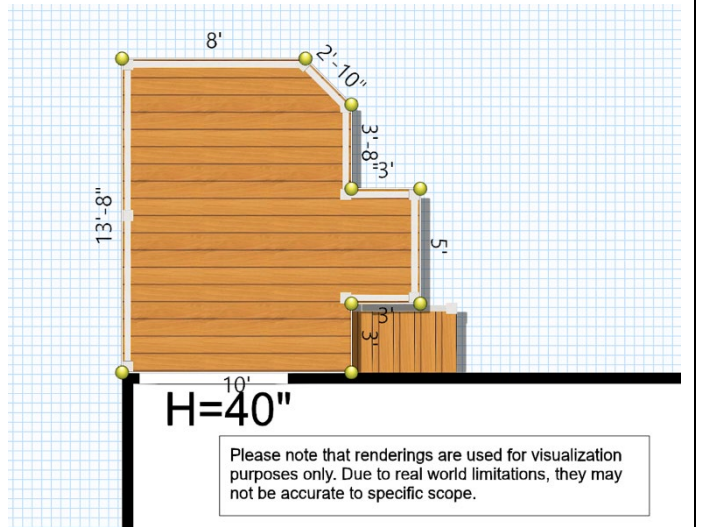 8'
2'-10"
3'-8"
3'
13'-8"
5'
3'
3'
10'
H=40"
Please note that renderings are used for visualization
purposes only. Due to real world limitations, they may
not be accurate to specific scope.